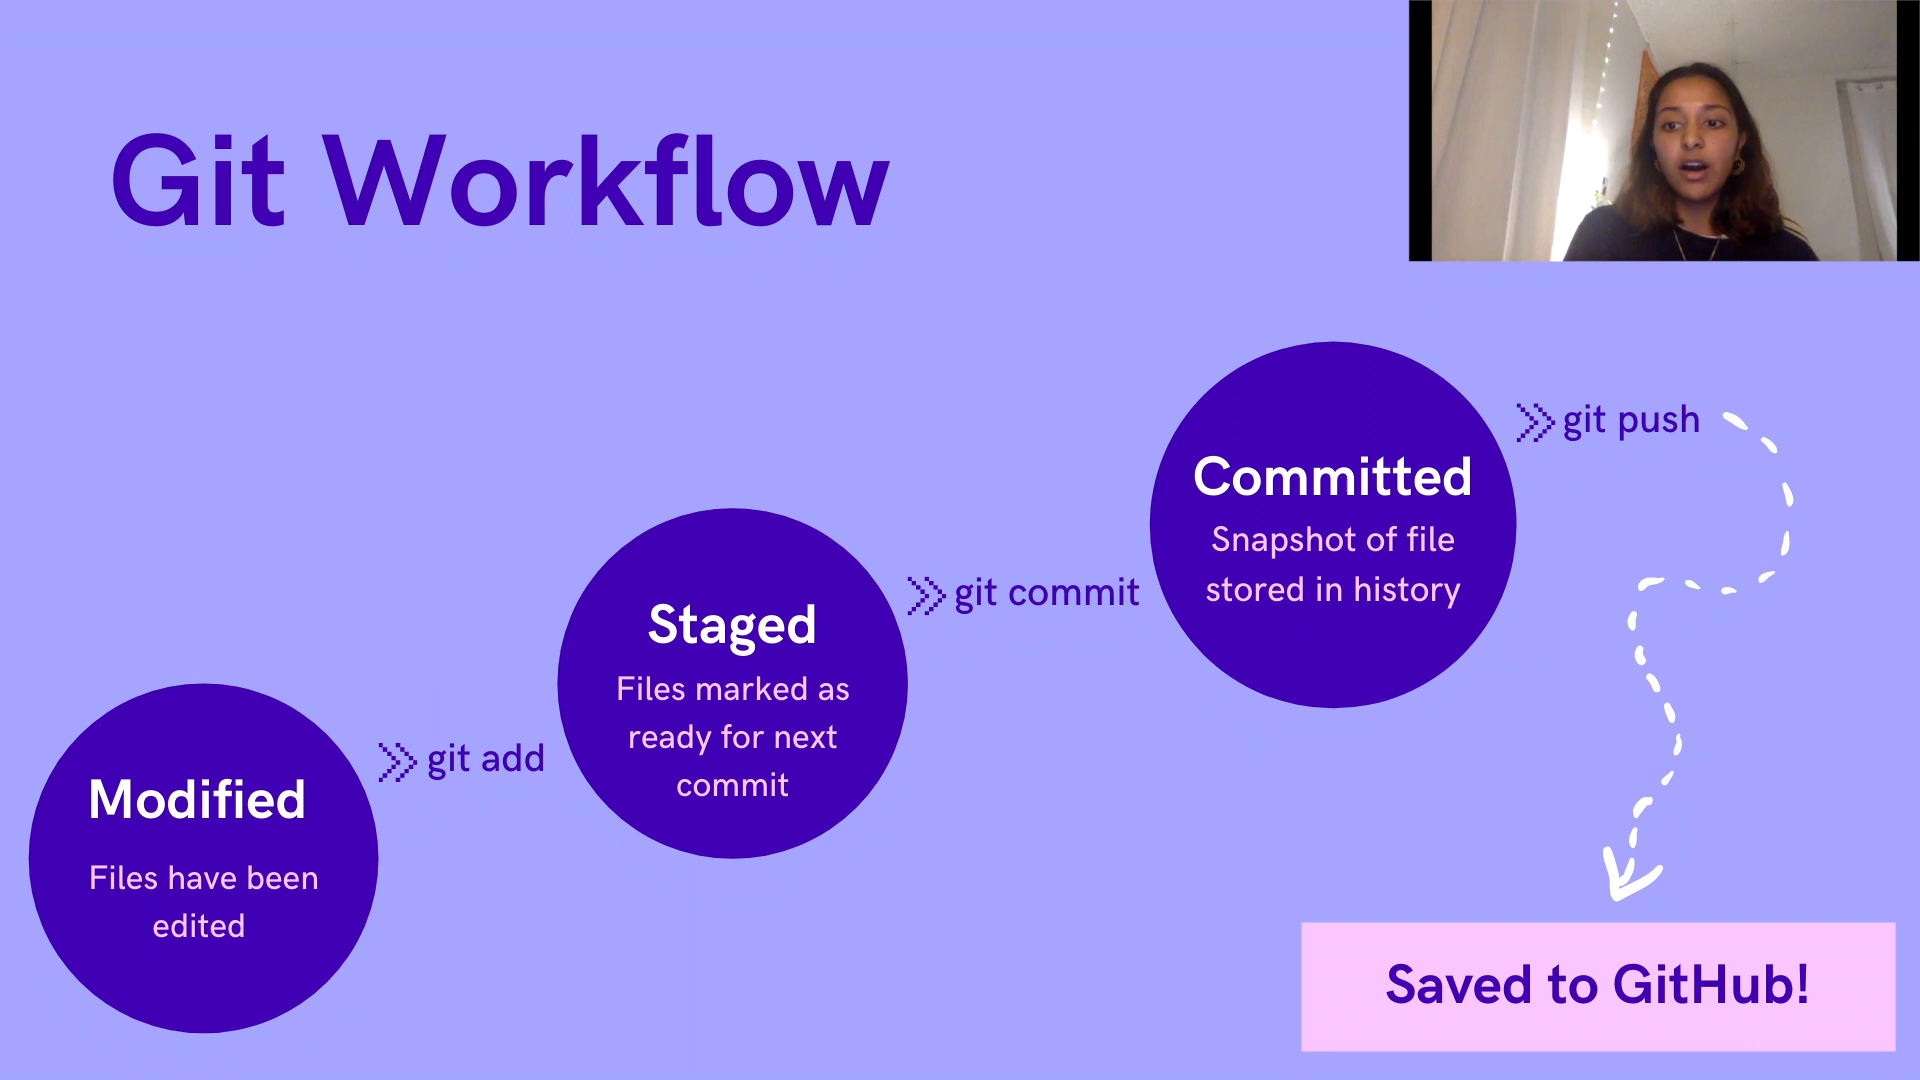 Git Workflow
Modified
Files have been
edited
git add
Staged
Files marked as
ready for next
commit
git commit
Committed
Snapshot of file
stored in history
git push
Saved to GitHub!